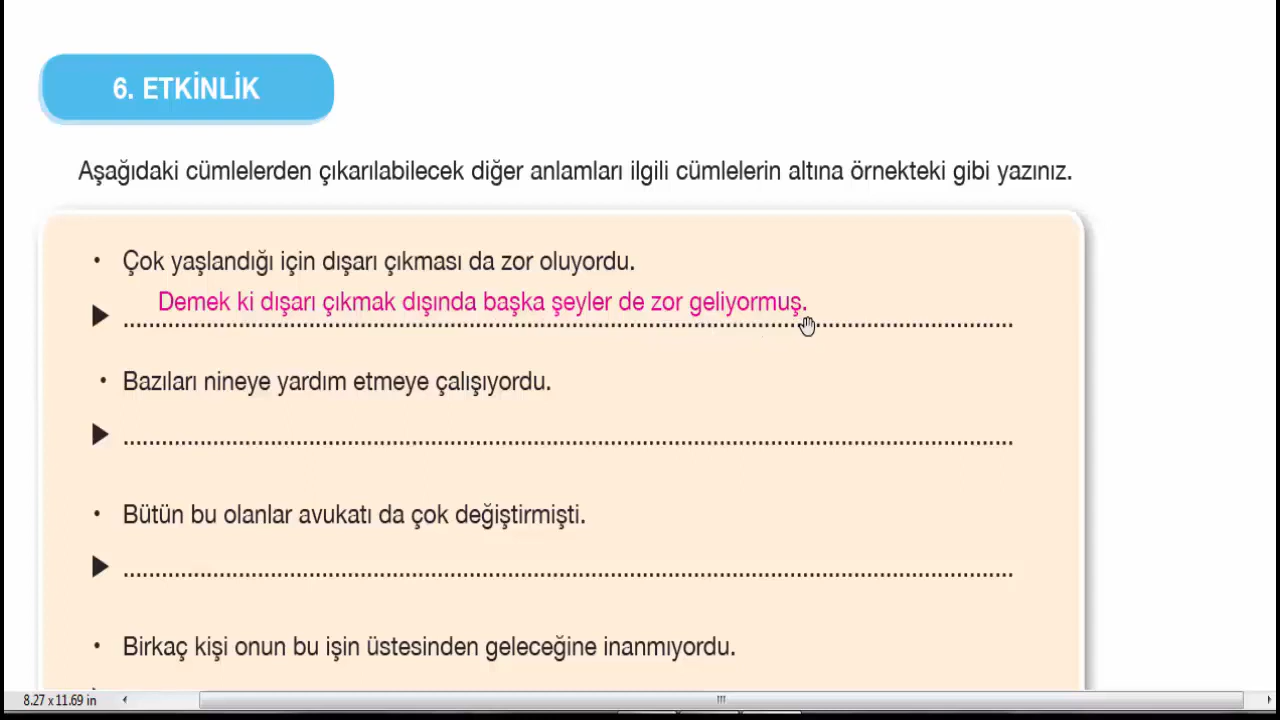 6. ETKİNLİK
Aşağıdaki cümlelerden çıkarılabilecek diğer anlamları ilgili cümlelerin altına örnekteki gibi yazınız.
• Çok yaşlandığı için dışarı çıkması da zor oluyordu.
Demek ki dışarı çıkmak dışında başka şeyler de zor geliyormuş.
• Bazıları nineye yardım etmeye çalışıyordu.
• Bütün bu olanlar avukatı da çok değiştirmişti.
• Birkaç kişi onun bu işin üstesinden geleceğine inanmıyordu.
8.27 x 11.69 in